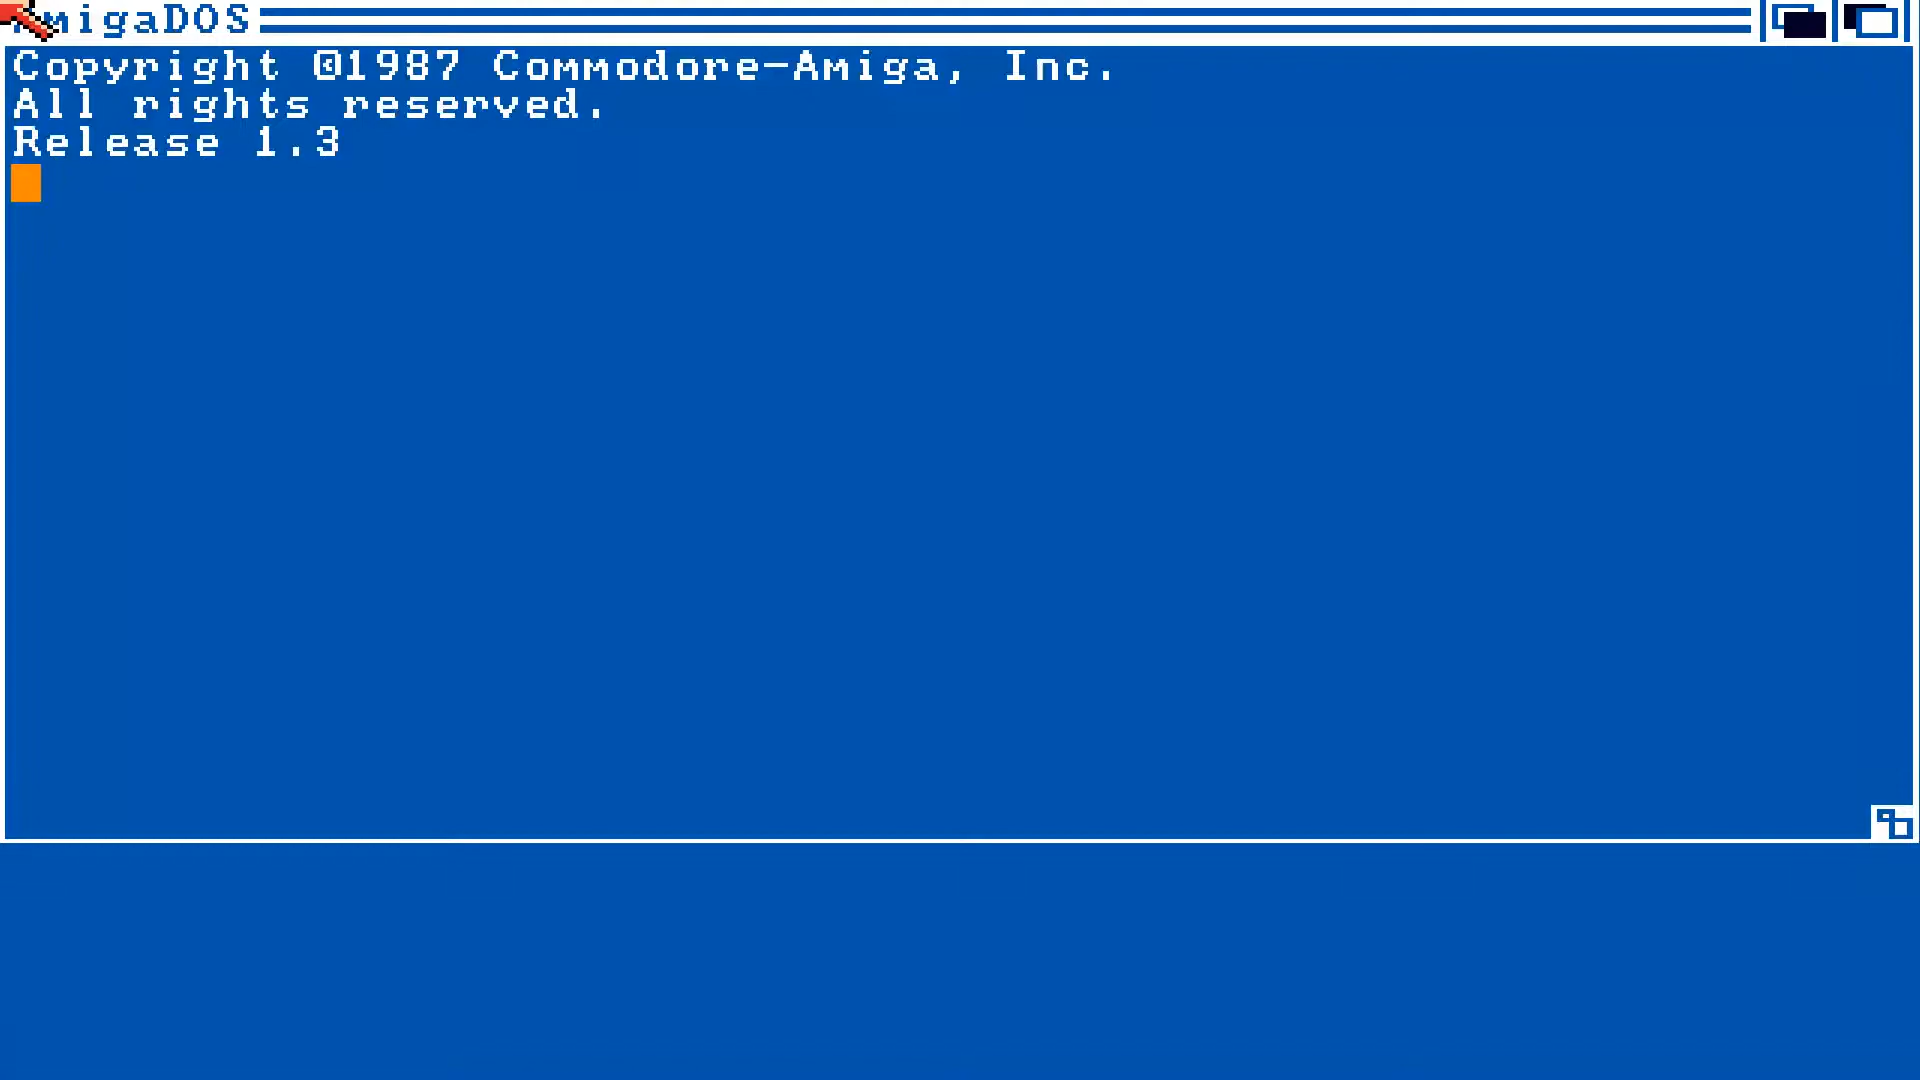 AmigaDOS
Copyright ©1987 Commodore-Amiga, Inc.
All rights reserved.
Release 1.3